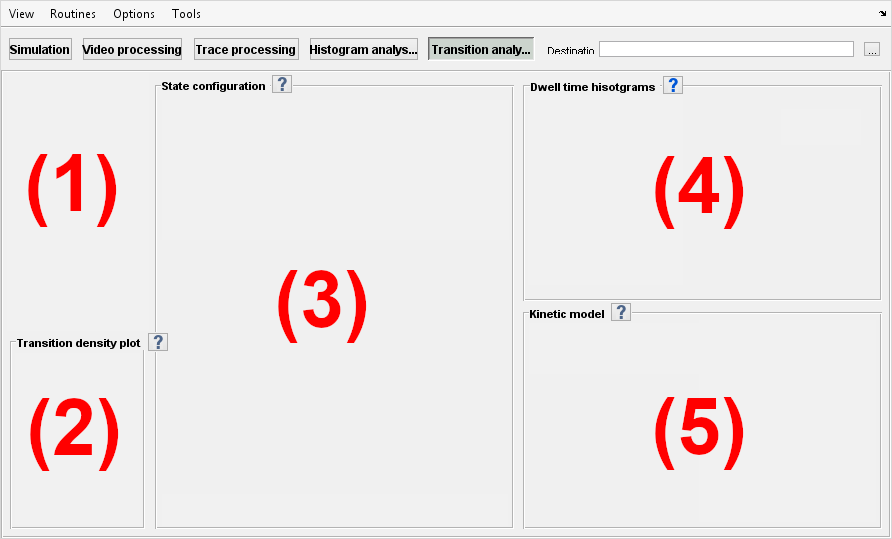 View Routines Options Tools
Simulation Video processing Trace processing Histogram analys... Transition analy... Destinatio ...
State configuration ? Dwell time hisotgrams ?
(1) (4)
(3)
Kinetic model ?
Transition density plot ?
(2) (5)